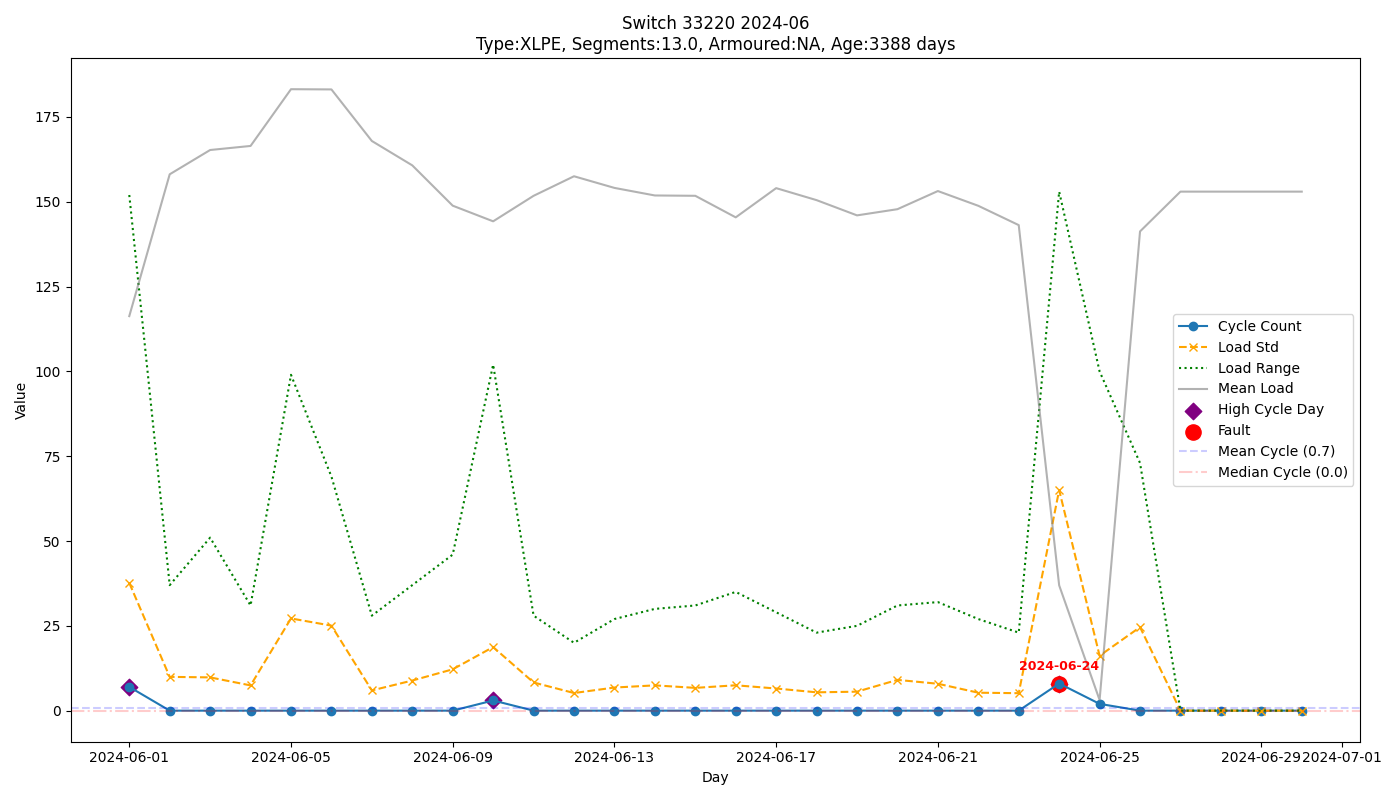 Switch 33220 2024-06
Type:XLPE, Segments:13.0, Armoured:NA, Age:3388 days
Value
175
150
125
100
75
50
25
0
2024-06-24
Cycle Count
Load Std
Load Range
Mean Load
High Cycle Day
Fault
Mean Cycle (0.7)
Median Cycle (0.0)
2024-06-01
2024-06-05
2024-06-09
2024-06-13
2024-06-17
2024-06-21
2024-06-25
2024-06-29
2024-07-01
Day